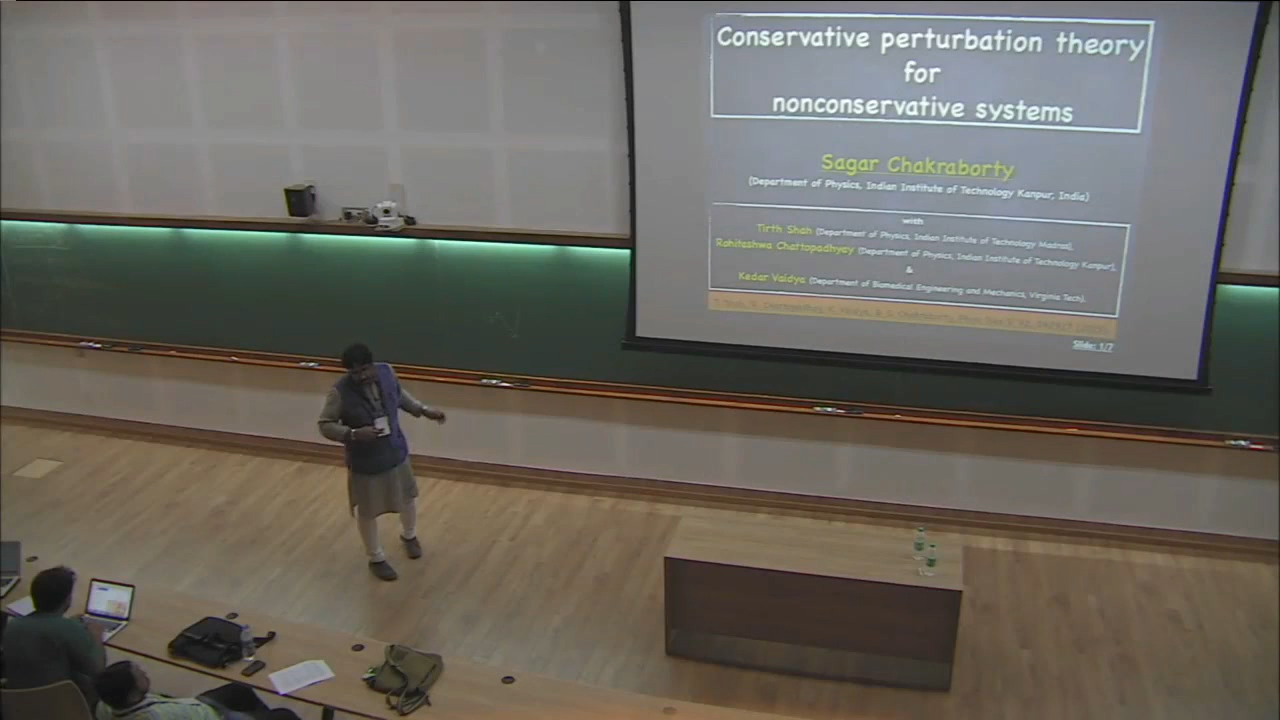 Conservative perturbation theory
for
nonconservative systems
Sagar Chakraborty
(Department of Physics, Indian Institute of Technology Kanpur, India)
with
Tirth Shah (Department of Physics, Indian Institute of Technology Madras),
Rohitashwa Chattopadhyay (Department of Physics, Indian Institute of Technology Kanpur),
&
Kedar Vaidya (Department of Biomedical Engineering and Mechanics, Virginia Tech).
Slide: 1/7